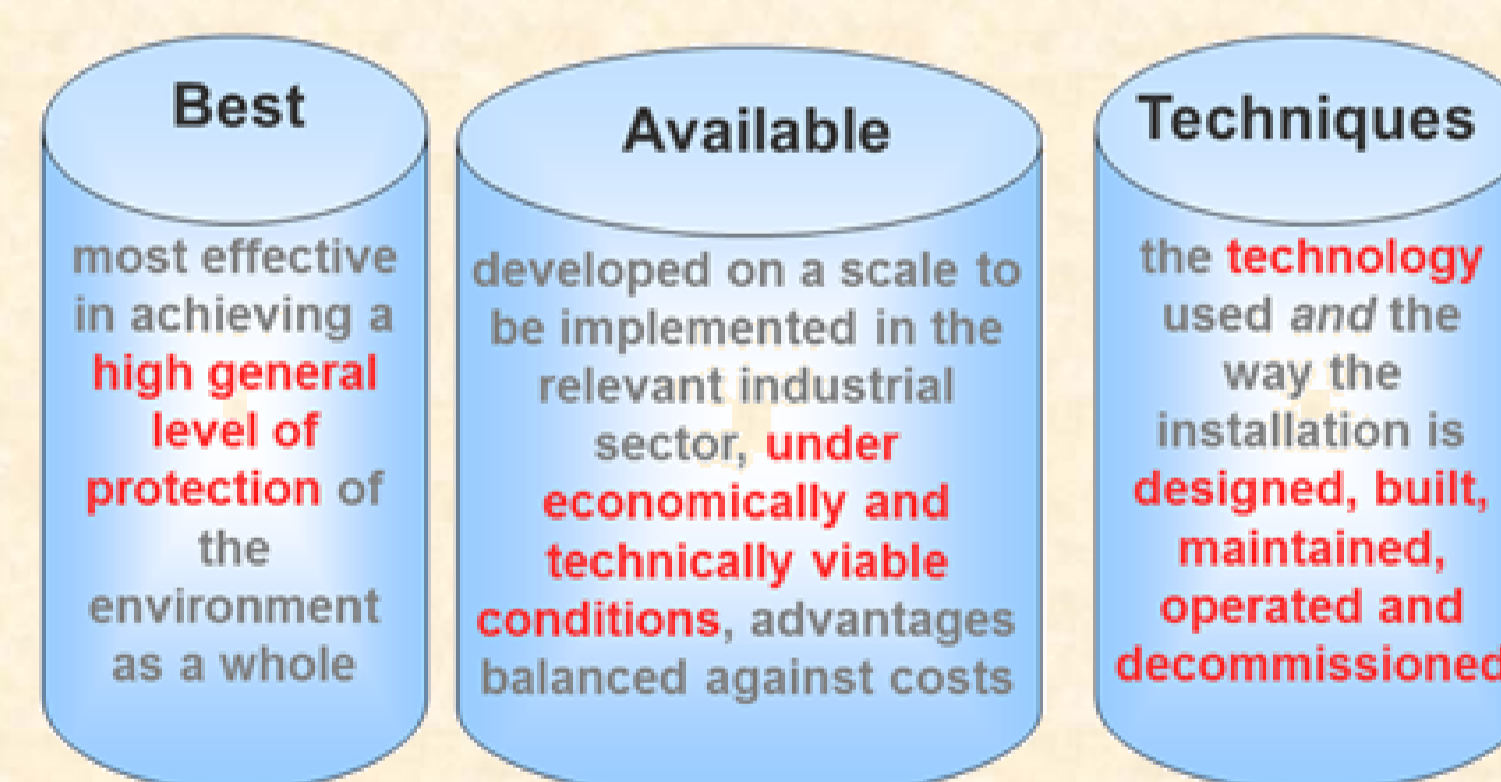 Best
most effective
in achieving a
high general
level of
protection of
the
environment
as a whole
Available
developed on a scale to
be implemented in the
relevant industrial
sector, under
economically and
technically viable
conditions, advantages
balanced against costs
Techniques
the technology
used and the
way the
installation is
designed, built,
maintained,
operated and
decommissioned